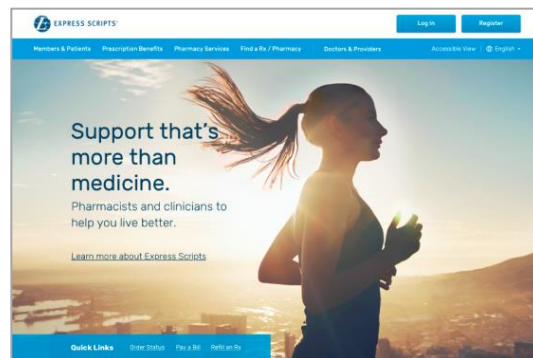 EXPRESS SCRIPTS®
Log In
Register
Members & Patients
Prescription Benefits
Pharmacy Services
Find a Rx / Pharmacy
Doctors & Providers
Accessible View
English
Support that's
more than
medicine.
Pharmacists and clinicians to
help you live better.
Learn more about Express Scripts
Quick Links
Order Status
Pay a Bill
Refill an Rx